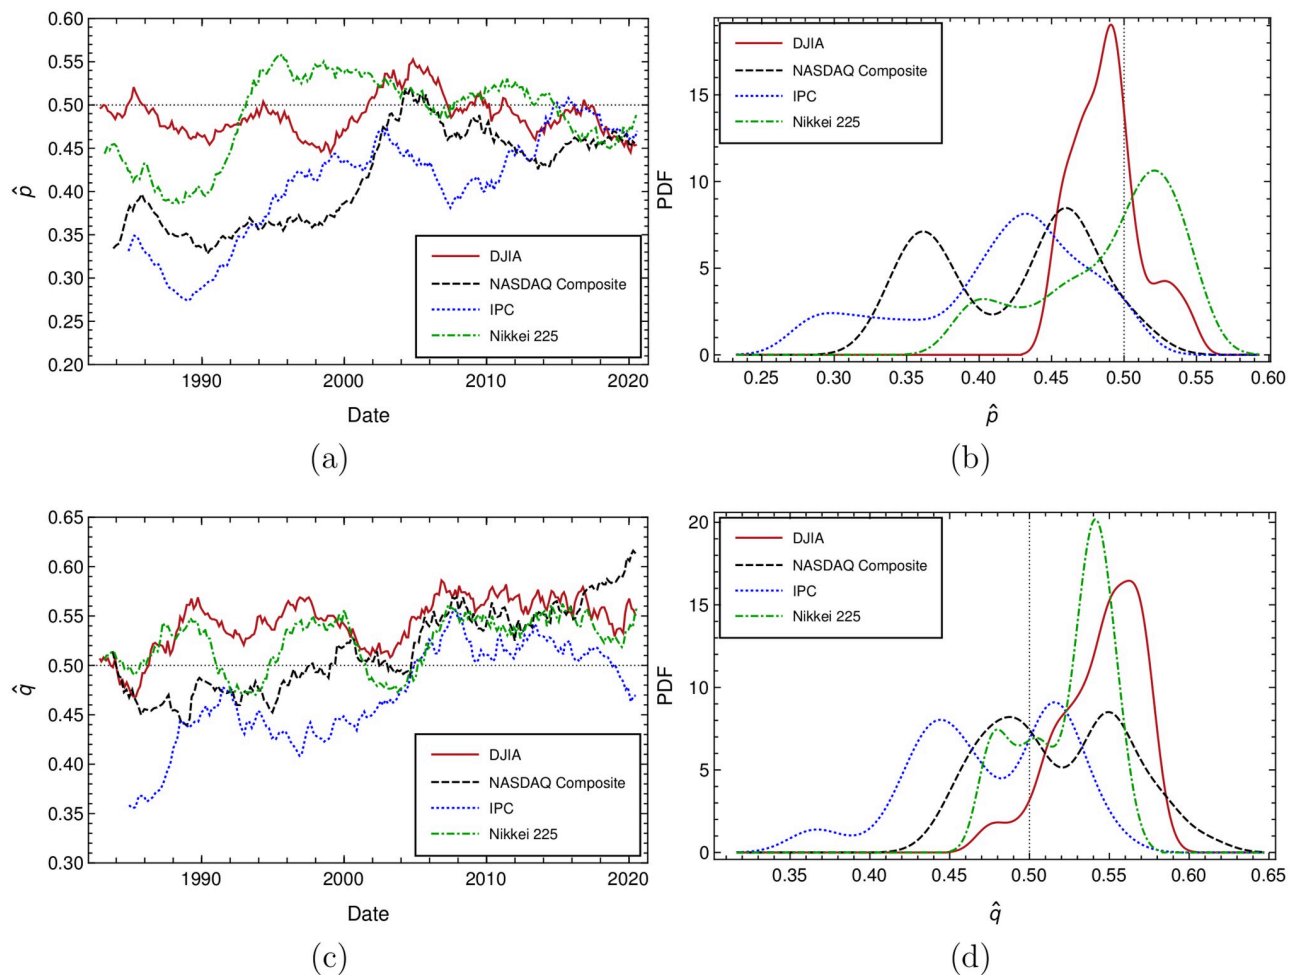 0.60
0.55
0.50
0.45
0.40
0.35
0.30
0.25
0.20
p̂
DJIA
NASDAQ Composite
IPC
Nikkei 225
1990 2000 2010 2020
Date
(a)
15
10
5
0
PDF
DJIA
NASDAQ Composite
IPC
Nikkei 225
0.25 0.30 0.35 0.40 0.45 0.50 0.55 0.60
p̂
(b)
0.65
0.60
0.55
0.50
0.45
0.40
0.35
0.30
q̂
DJIA
NASDAQ Composite
IPC
Nikkei 225
1990 2000 2010 2020
Date
(c)
20
15
10
5
0
PDF
DJIA
NASDAQ Composite
IPC
Nikkei 225
0.35 0.40 0.45 0.50 0.55 0.60 0.65
q̂
(d)